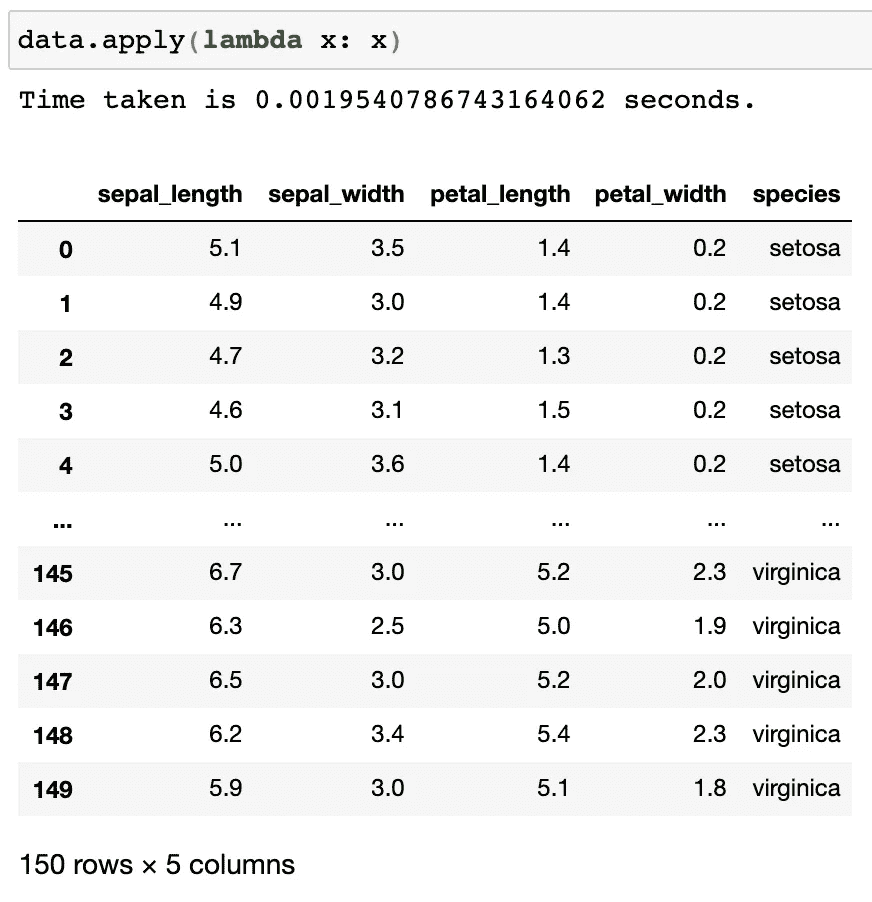 data.apply(lambda x: x)
Time taken is 0.0019540786743164062 seconds.
sepal_length sepal_width petal_length petal_width species
0 5.1 3.5 1.4 0.2 setosa
1 4.9 3.0 1.4 0.2 setosa
2 4.7 3.2 1.3 0.2 setosa
3 4.6 3.1 1.5 0.2 setosa
4 5.0 3.6 1.4 0.2 setosa
... ... ... ... ... ...
145 6.7 3.0 5.2 2.3 virginica
146 6.3 2.5 5.0 1.9 virginica
147 6.5 3.0 5.2 2.0 virginica
148 6.2 3.4 5.4 2.3 virginica
149 5.9 3.0 5.1 1.8 virginica
150 rows × 5 columns